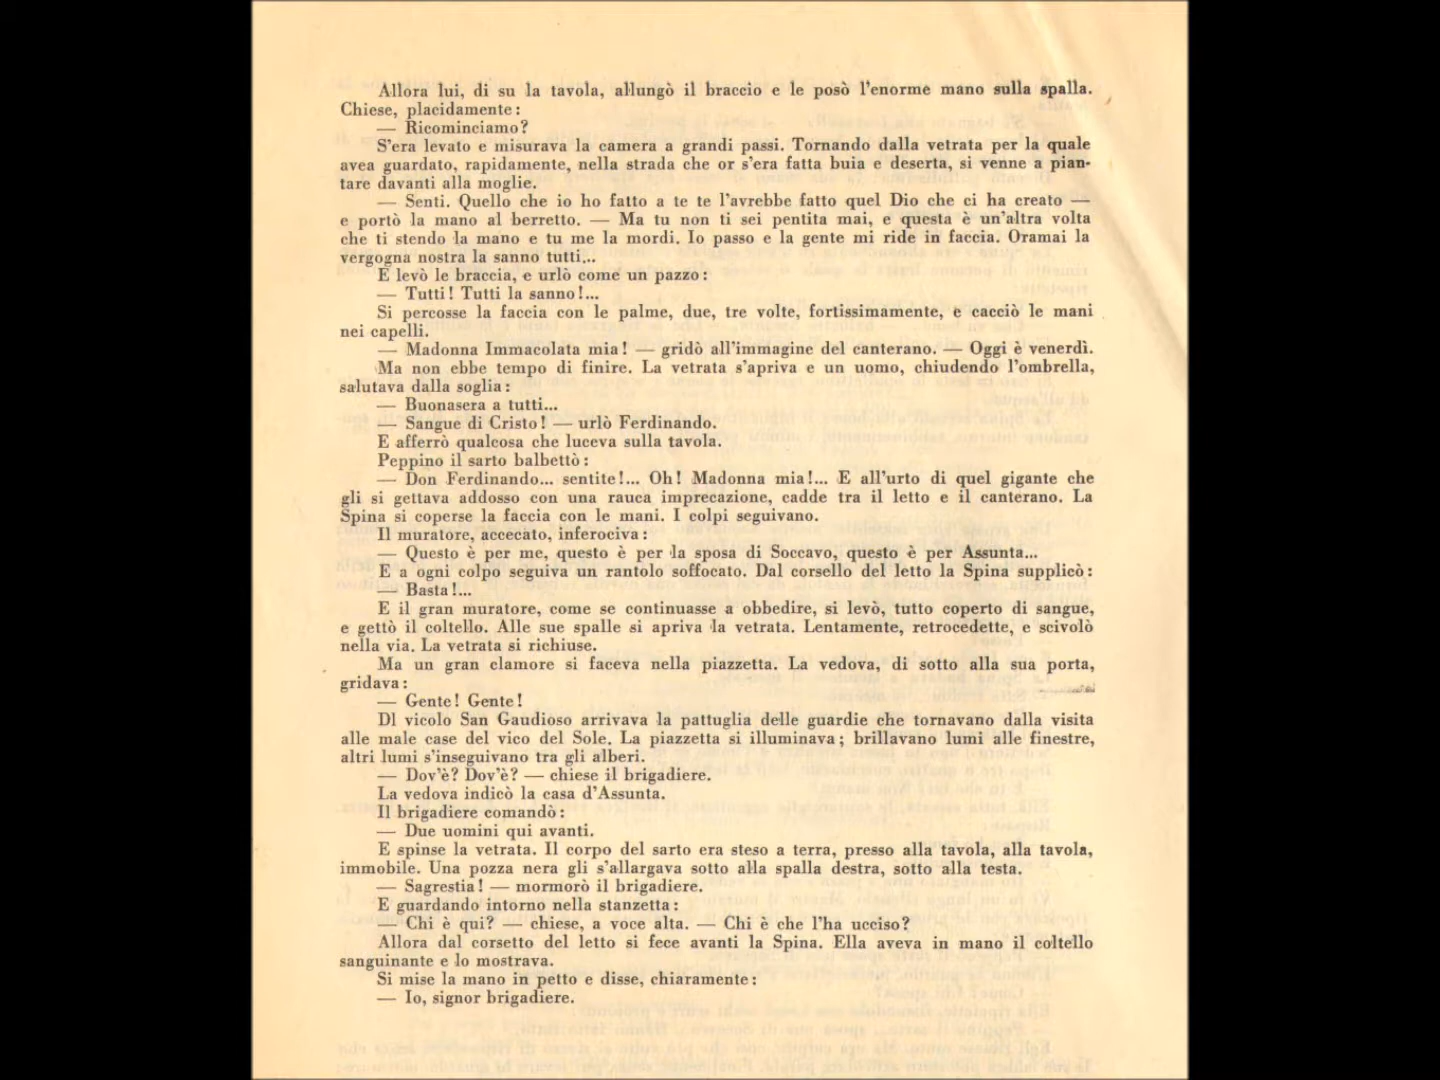 Allora lui, di su la tavola, allungò il braccio e le posò l'enorme mano sulla spalla.
Chiese, placidamente:
— Ricominciamo?
S'era levato e misurava la camera a grandi passi. Tornando dalla vetrata per la quale
avea guardato, rapidamente, nella strada che or s'era fatta buia e deserta, si venne a pian-
tare davanti alla moglie.
— Senti. Quello che io ho fatto a te te l'avrebbe fatto quel Dio che ci ha creato —
e portò la mano al berretto. — Ma tu non ti sei pentita mai, e questa è un'altra volta
che ti stendo la mano e tu me la mordi. Io passo e la gente mi ride in faccia. Oramai la
vergogna nostra la sanno tutti...
E levò le braccia, e urlò come un pazzo:
— Tutti! Tutti la sanno!...
Si percosse la faccia con le palme, due, tre volte, fortissimamente, e cacciò le mani
nei capelli.
— Madonna Immacolata mia! — gridò all'immagine del canterano. — Oggi è venerdì.
Ma non ebbe tempo di finire. La vetrata s'apriva e un uomo, chiudendo l'ombrella,
salutava dalla soglia:
— Buonasera a tutti...
— Sangue di Cristo! — urlò Ferdinando.
E afferrò qualcosa che luceva sulla tavola.
Peppino il sarto balbettò:
— Don Ferdinando... sentite!... Oh! Madonna mia!... E all'urto di quel gigante che
gli si gettava addosso con una rauca imprecazione, cadde tra il letto e il canterano. La
Spina si coperse la faccia con le mani. I colpi seguivano.
Il muratore, accecato, inferociva:
— Questo è per me, questo è per la sposa di Soccavo, questo è per Assunta...
E a ogni colpo seguiva un rantolo soffocato. Dal corsello del letto la Spina supplicò:
— Basta!...
E il gran muratore, come se continuasse a obbedire, si levò, tutto coperto di sangue,
e gettò il coltello. Alle sue spalle si apriva la vetrata. Lentamente, retrocedette, e scivolò
nella via. La vetrata si richiuse.
Ma un gran clamore si faceva nella piazzetta. La vedova, di sotto alla sua porta,
gridava:
— Gente! Gente!
Dl vicolo San Gaudioso arrivava la pattuglia delle guardie che tornavano dalla visita
alle male case del vico del Sole. La piazzetta si illuminava; brillavano lumi alle finestre,
altri lumi s'inseguivano tra gli alberi.
— Dov'è? Dov'è? — chiese il brigadiere.
La vedova indicò la casa d'Assunta.
Il brigadiere comandò:
— Due uomini qui avanti.
E spinse la vetrata. Il corpo del sarto era steso a terra, presso alla tavola, alla tavola,
immobile. Una pozza nera gli s'allargava sotto alla spalla destra, sotto alla testa.
— Sagrestia! — mormorò il brigadiere.
E guardando intorno nella stanzetta:
— Chi è qui? — chiese, a voce alta. — Chi è che l'ha ucciso?
Allora dal corsetto del letto si fece avanti la Spina. Ella aveva in mano il coltello
sanguinante e lo mostrava.
Si mise la mano in petto e disse, chiaramente:
— Io, signor brigadiere.